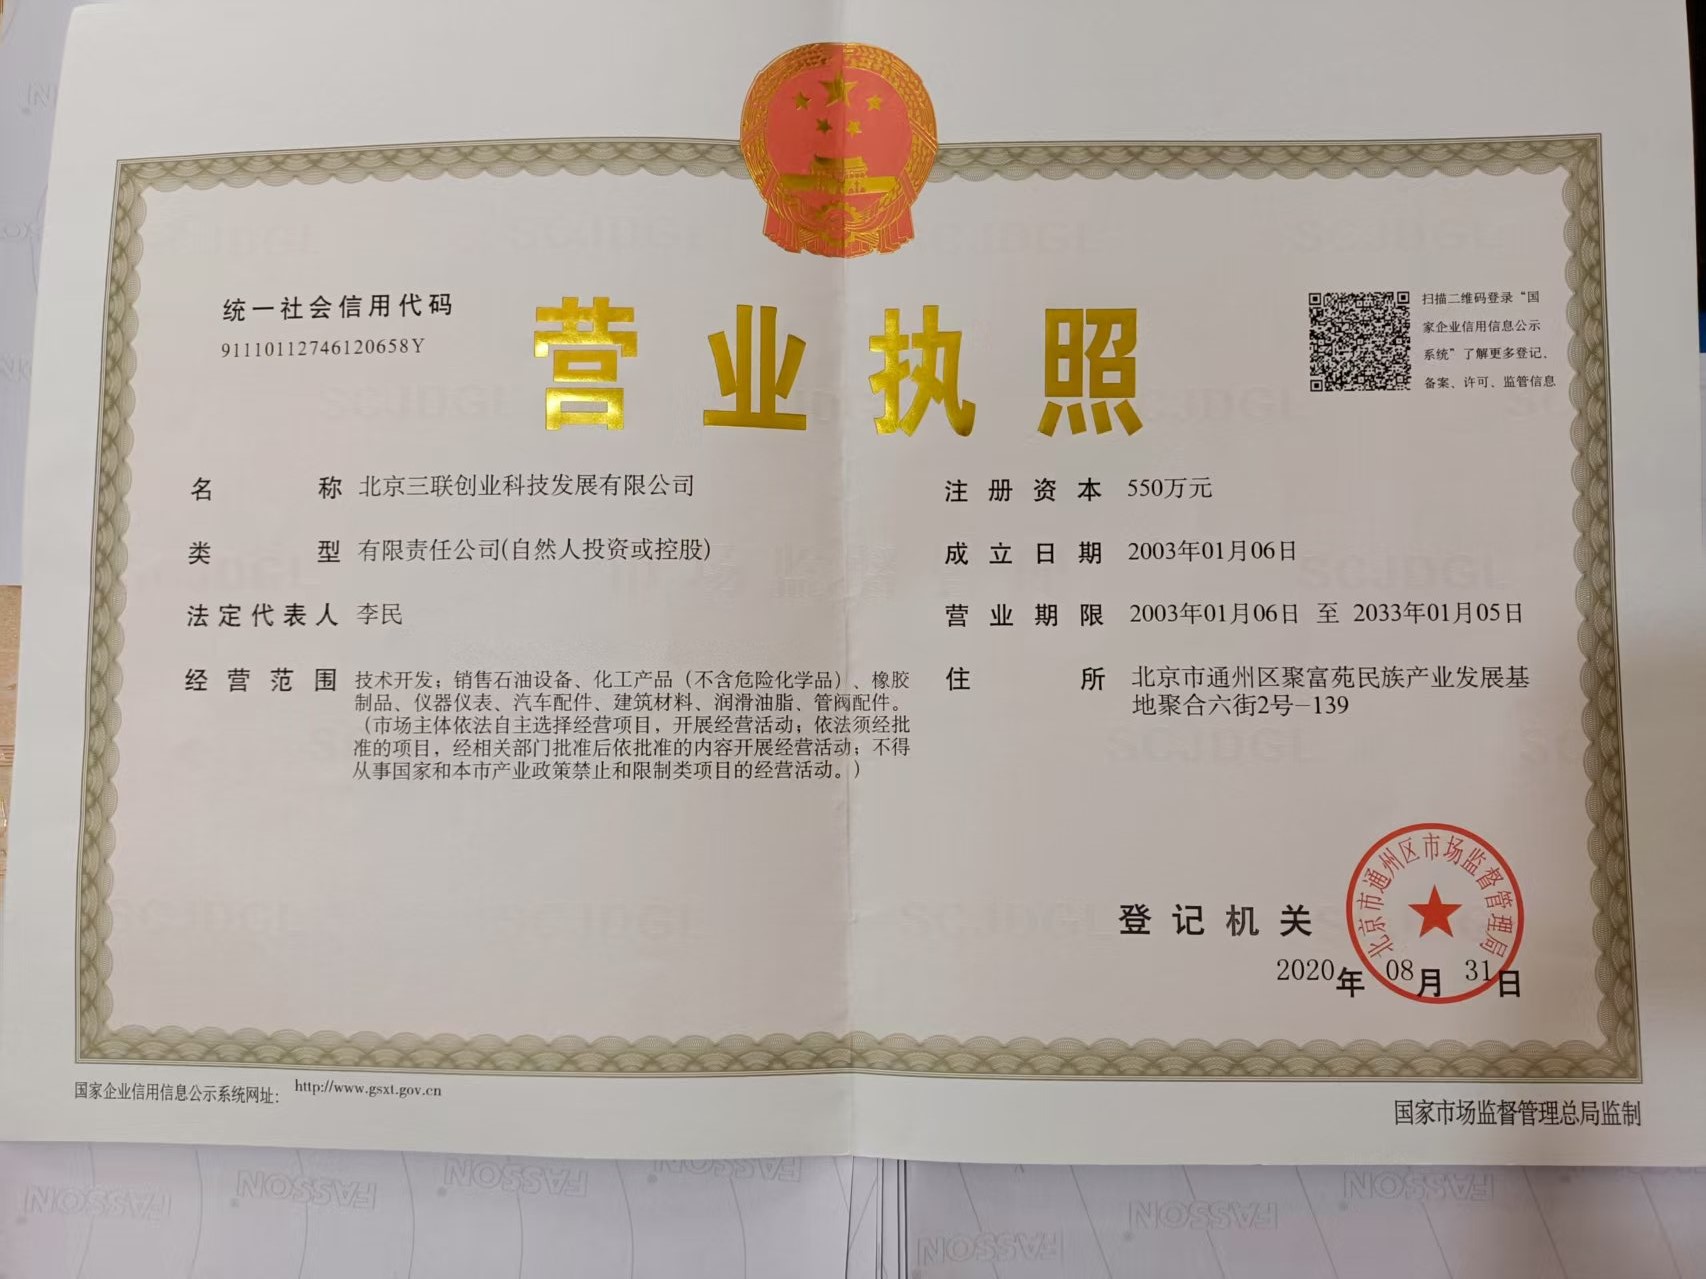 统一社会信用代码
91110112746120658Y
营业执照
扫描二维码登录“国
家企业信用信息公示
系统”了解更多登记、
备案、许可、监管信息
名称 北京三联创业科技发展有限公司
类型 有限责任公司(自然人投资或控股)
法定代表人 李民
经营范围 技术开发；销售石油设备、化工产品（不含危险化学品）、橡胶
制品、仪器仪表、汽车配件、建筑材料、润滑油脂、管阀配件。
（市场主体依法自主选择经营项目，开展经营活动；依法须经批
准的项目，经相关部门批准后依批准的内容开展经营活动；不得
从事国家和本市产业政策禁止和限制类项目的经营活动。）
注册资本 550万元
成立日期 2003年01月06日
营业期限 2003年01月06日 至 2033年01月05日
住所 北京市通州区聚富苑民族产业发展基
地聚合六街2号-139
登记机关
北京市通州区市场监督管理局
2020年 08月 31日
国家企业信用信息公示系统网址： http://www.gsxt.gov.cn
国家市场监督管理总局监制
SCJDGL
FASSON